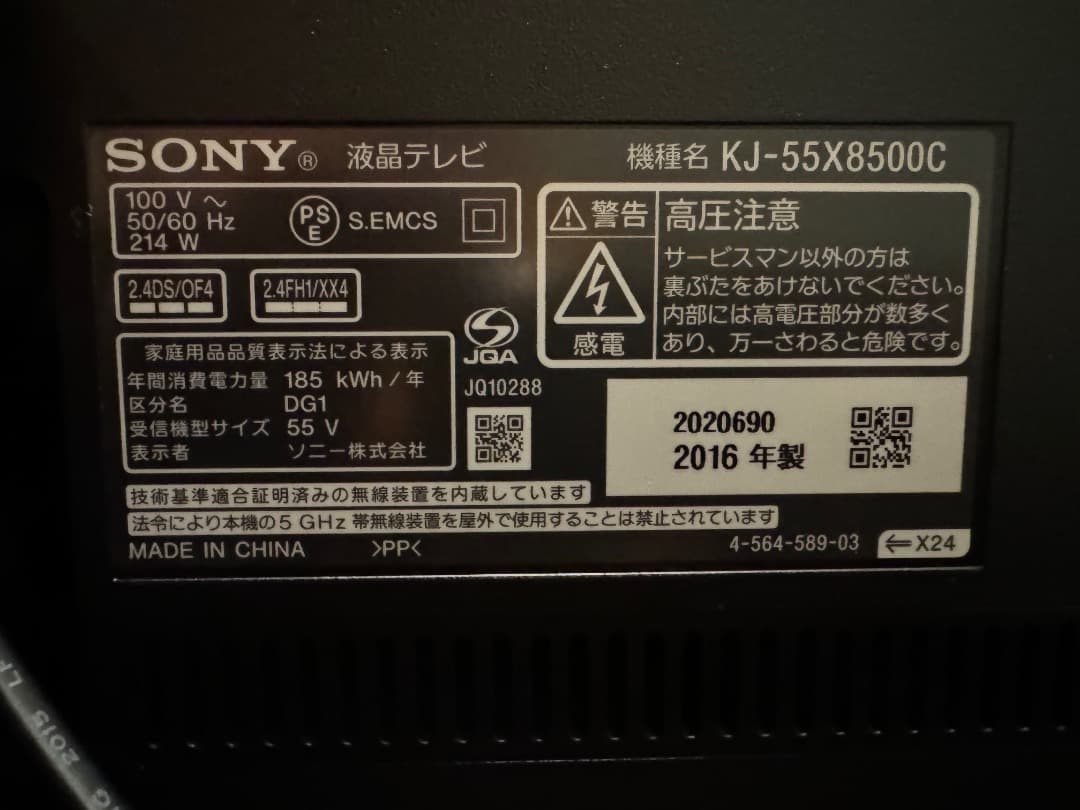 SONY® 液晶テレビ
機種名 KJ-55X8500C
100 V ～
50/60 Hz
214 W
PS
E
S.EMCS
2.4DS/OF4
2.4FH1/XX4
警告
高圧注意
サービスマン以外の方は
裏ぶたをあけないでください。
内部には高電圧部分が数多く
あり、万一さわると危険です。
感電
家庭用品品質表示法による表示
年間消費電力量 185 kWh / 年
区分名 DG1
受信機型サイズ 55 V
表示者 ソニー株式会社
JQA
JQ10288
2020690
2016 年製
技術基準適合証明済みの無線装置を内蔵しています
法令により本機の5 GHz 帯無線装置を屋外で使用することは禁止されています
MADE IN CHINA >PP<
4-564-589-03
←X24
2015